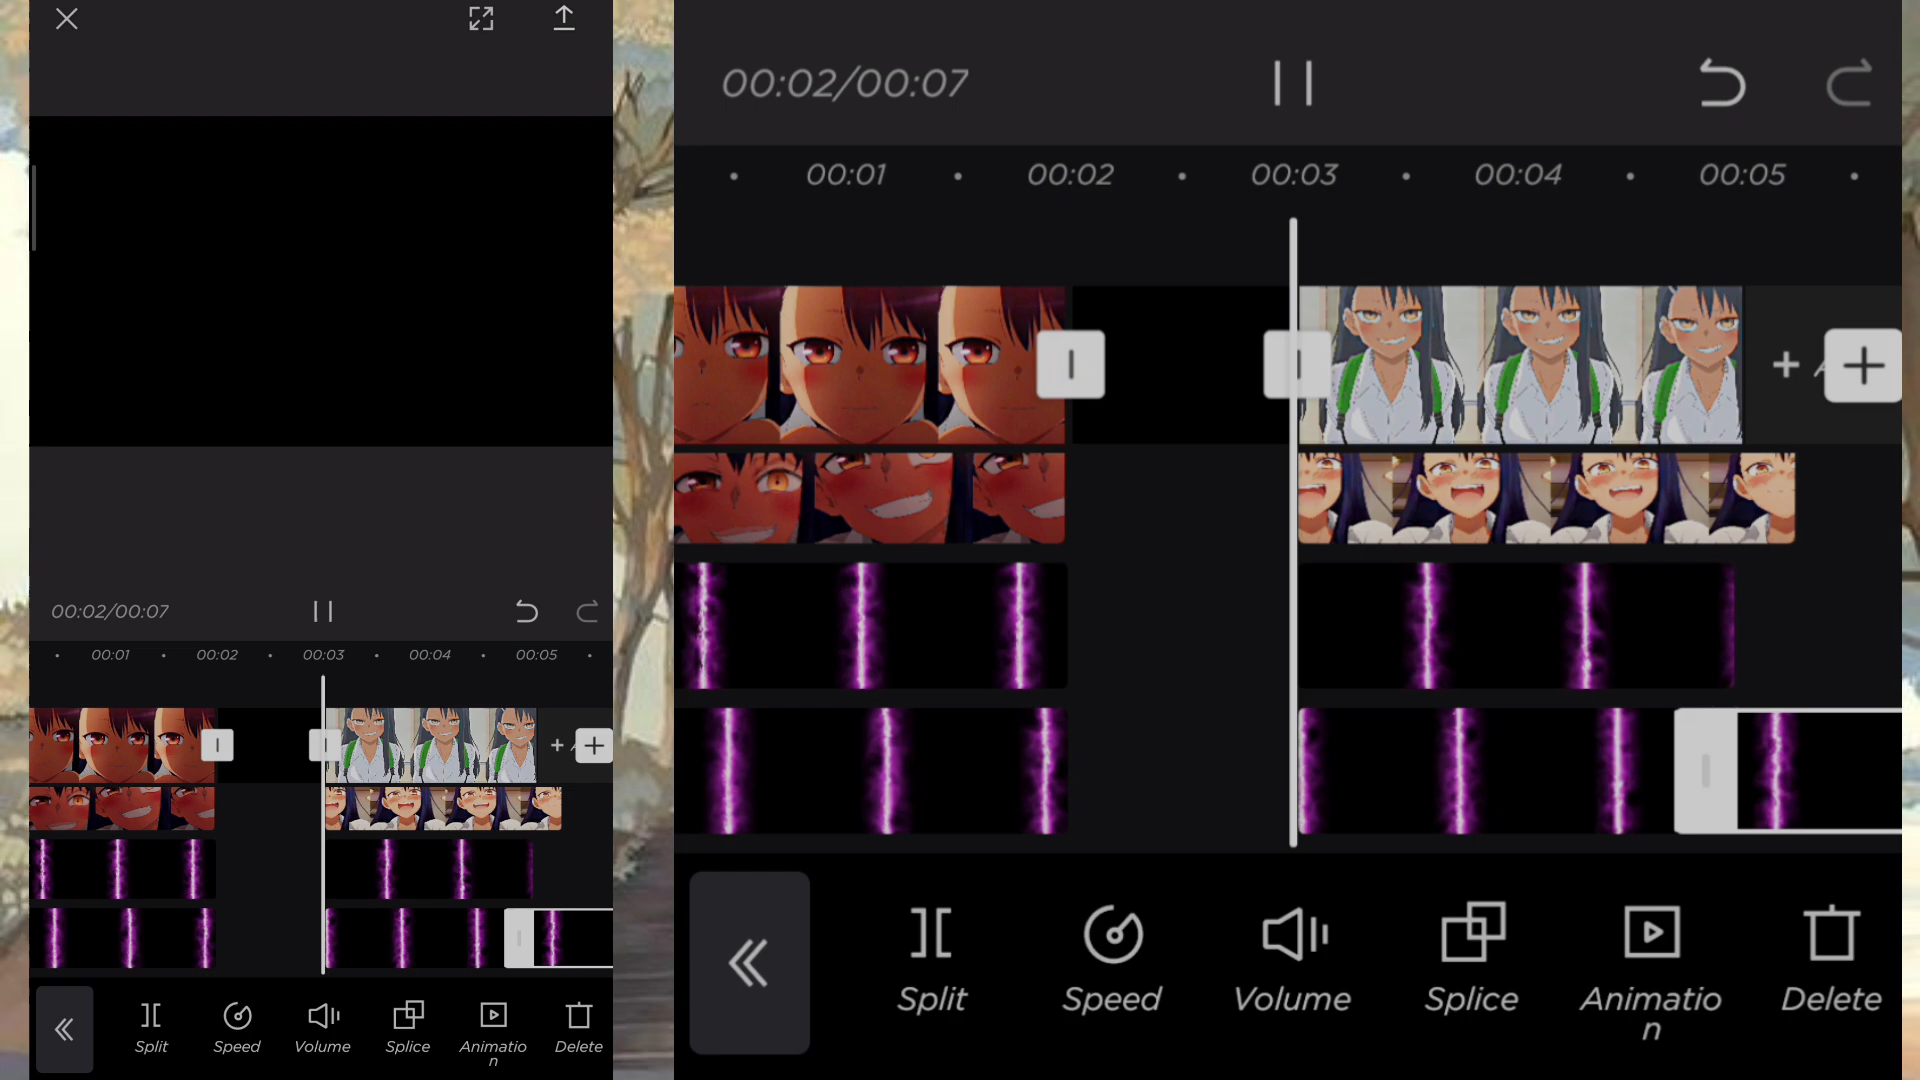 00:02/00:07
00:01
00:02
00:03
00:04
00:05
Split
Speed
Volume
Splice
Animatio
n
Delete
00:02/00:07
00:01
00:02
00:03
00:04
00:05
Split
Speed
Volume
Splice
Animatio
n
Delete